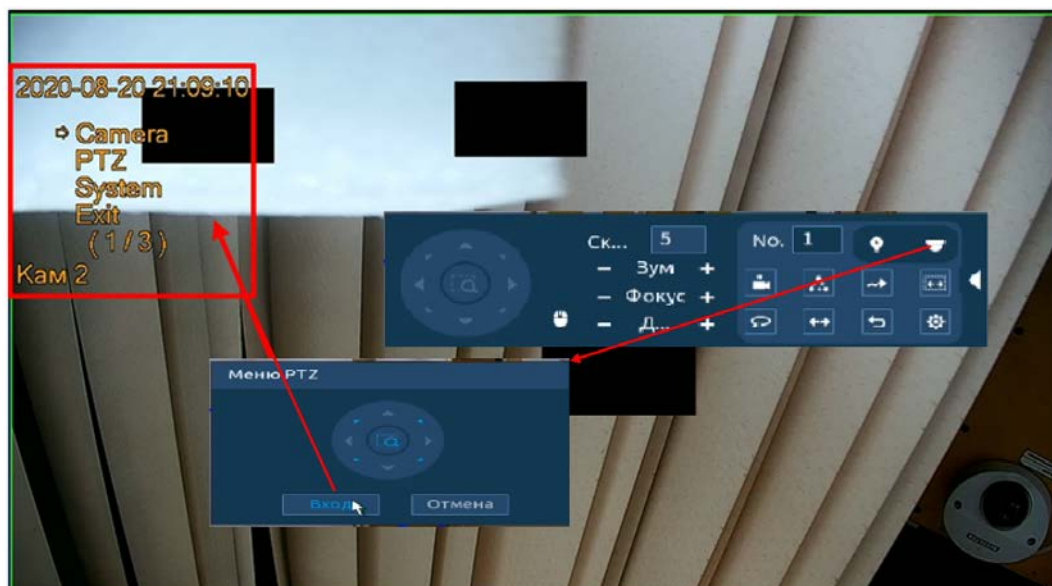 2020-08-20 21:09:10
⇨ Camera
PTZ
System
Exit
(1/3)
Кам 2
Ск... 5
No. 1
- Зум +
- Фокус +
- Д... +
Меню PTZ
Вход
Отмена